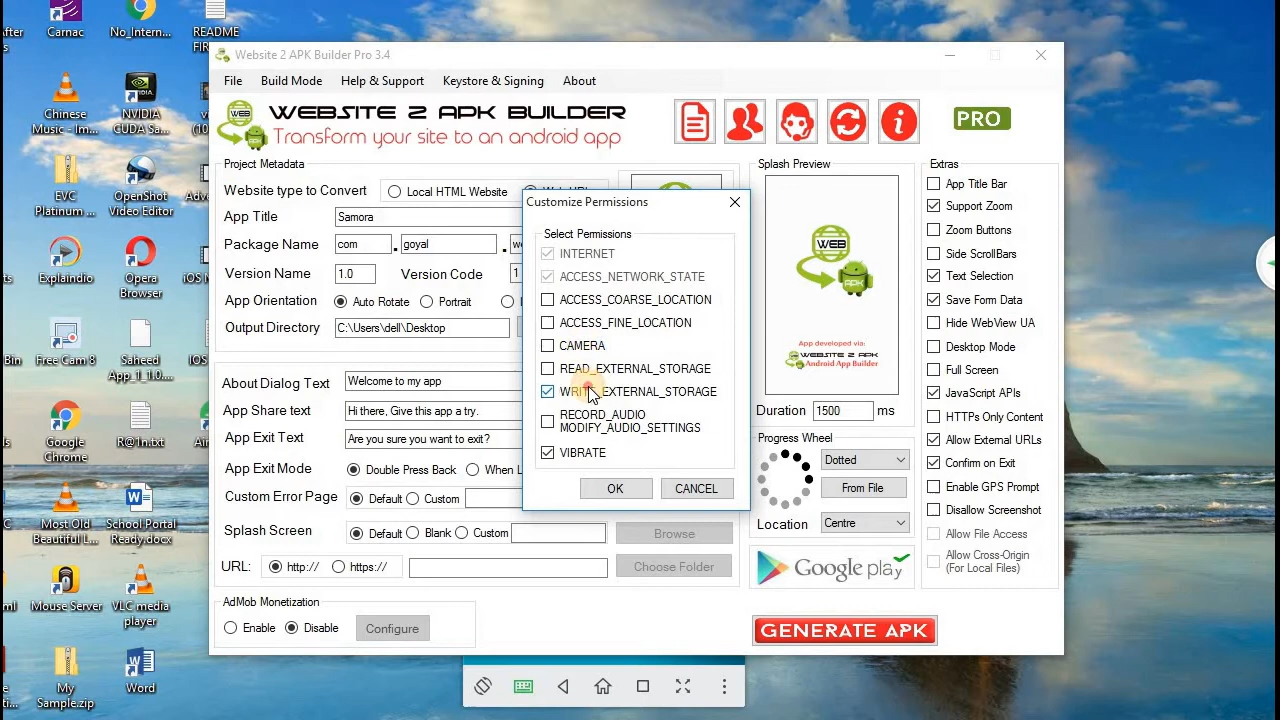 After
Carnac
No_Intern...
README
FIR
Website 2 APK Builder Pro 3.4
File Build Mode Help & Support Keystore & Signing About
WEB
WEBSITE 2 APK BUILDER
Transform your site to an android app
PRO
Chinese
Music - Im...
NVIDIA
GUDA Sa...
EVC
Platinum ...
OpenShot
Video Editor
Explaindio
Opera
Browser
Free Cam 8
Saheed
App_1_1.0....
Google
Chrome
R@1n.txt
Most Old
Beautiful L...
School Portal
Ready.docx
Mouse Server
VLC media
player
My
Sample.zip
Word
Project Metadata
Website type to Convert Local HTML Website
App Title Samora
Package Name com . goyal .
Version Name 1.0 Version Code 1
App Orientation Auto Rotate Portrait
Output Directory C:\Users\dell\Desktop
About Dialog Text Welcome to my app
App Share text Hi there, Give this app a try.
App Exit Text Are you sure you want to exit?
App Exit Mode Double Press Back When L
Custom Error Page Default Custom
Splash Screen Default Blank Custom Browse
URL: http:// https:// Choose Folder
AdMob Monetization
Enable Disable Configure
Customize Permissions
Select Permissions
INTERNET
ACCESS_NETWORK_STATE
ACCESS_COARSE_LOCATION
ACCESS_FINE_LOCATION
CAMERA
READ_EXTERNAL_STORAGE
EXTERNAL_STORAGE
RECORD_AUDIO
MODIFY_AUDIO_SETTINGS
VIBRATE
OK CANCEL
Splash Preview
WEB
APK
App developed via:
WEBSITE 2 APK
Android App Builder
Duration 1500 ms
Progress Wheel
Dotted
From File
Location Centre
Google play
GENERATE APK
Extras
App Title Bar
Support Zoom
Zoom Buttons
Side ScrollBars
Text Selection
Save Form Data
Hide WebView UA
Desktop Mode
Full Screen
JavaScript APIs
HTTPs Only Content
Allow External URLs
Confirm on Exit
Enable GPS Prompt
Disallow Screenshot
Allow File Access
Allow Cross-Origin
(For Local Files)